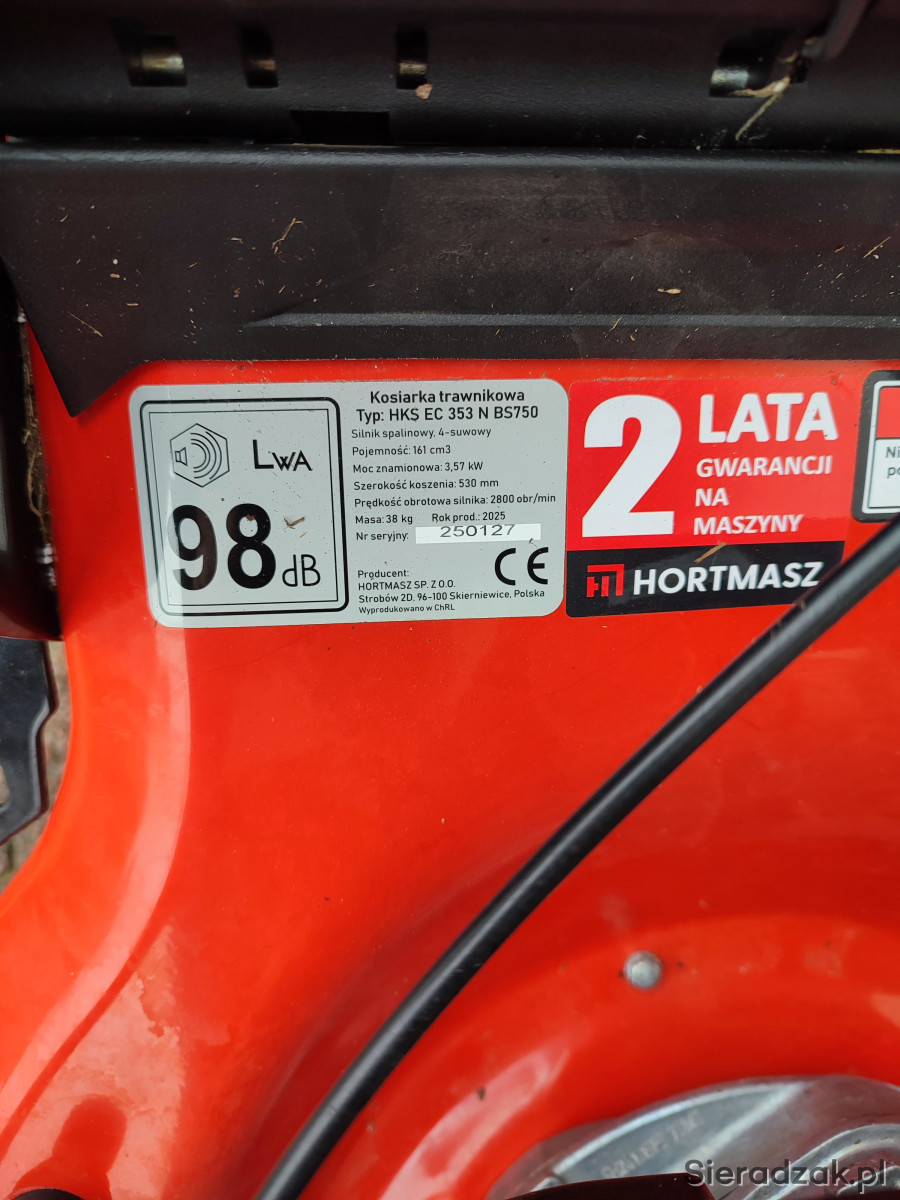 Kosiarka trawnikowa
Typ: HKS EC 353 N BS750
Silnik spalinowy, 4-suwowy
Pojemność: 161 cm3
Moc znamionowa: 3,57 kW
Szerokość koszenia: 530 mm
Prędkość obrotowa silnika: 2800 obr/min
Masa: 38 kg Rok prod.: 2025
Nr seryjny: 250127
LWA
98 dB
CE
Producent:
HORTMASZ SP. Z O.O.
Strobów 2D, 96-100 Skierniewice, Polska
Wyprodukowano w ChRL
2 LATA
GWARANCJI
NA
MASZYNY
HORTMASZ
Sieradzak.pl